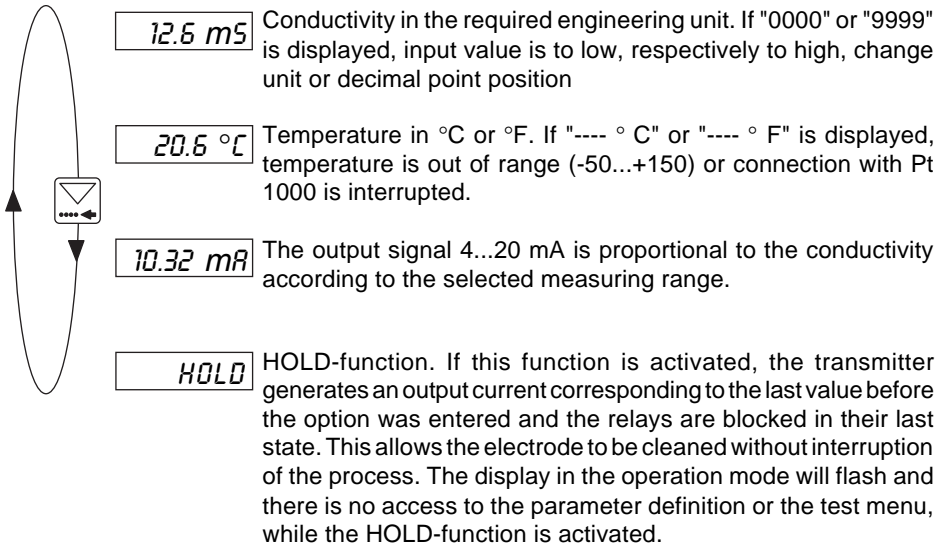 12.6 mS
Conductivity in the required engineering unit. If "0000" or "9999"
is displayed, input value is to low, respectively to high, change
unit or decimal point position
20.6 °C
Temperature in °C or °F. If "---- ° C" or "---- ° F" is displayed,
temperature is out of range (-50...+150) or connection with Pt
1000 is interrupted.
10.32 mA
The output signal 4...20 mA is proportional to the conductivity
according to the selected measuring range.
HOLD
HOLD-function. If this function is activated, the transmitter
generates an output current corresponding to the last value before
the option was entered and the relays are blocked in their last
state. This allows the electrode to be cleaned without interruption
of the process. The display in the operation mode will flash and
there is no access to the parameter definition or the test menu,
while the HOLD-function is activated.